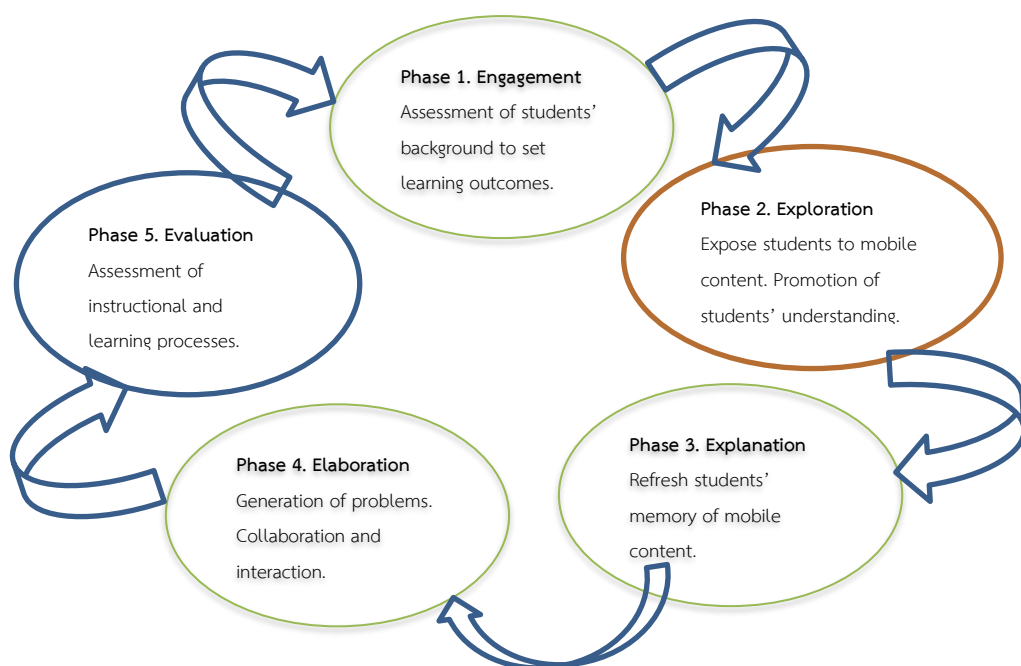 Phase 1. Engagement
Assessment of students’
background to set
learning outcomes.
Phase 2. Exploration
Expose students to mobile
content. Promotion of
students’ understanding.
Phase 3. Explanation
Refresh students’
memory of mobile
content.
Phase 4. Elaboration
Generation of problems.
Collaboration and
interaction.
Phase 5. Evaluation
Assessment of
instructional and
learning processes.